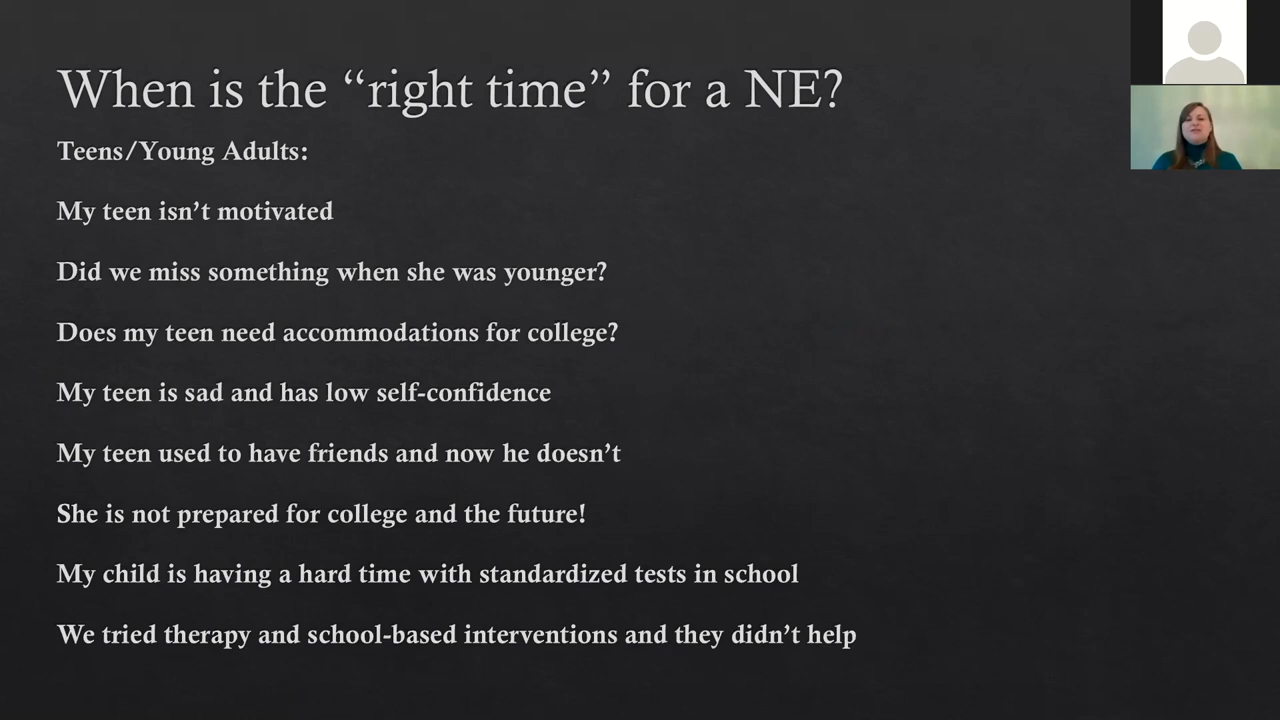 When is the “right time” for a NE?
Teens/Young Adults:
My teen isn’t motivated
Did we miss something when she was younger?
Does my teen need accommodations for college?
My teen is sad and has low self-confidence
My teen used to have friends and now he doesn’t
She is not prepared for college and the future!
My child is having a hard time with standardized tests in school
We tried therapy and school-based interventions and they didn’t help